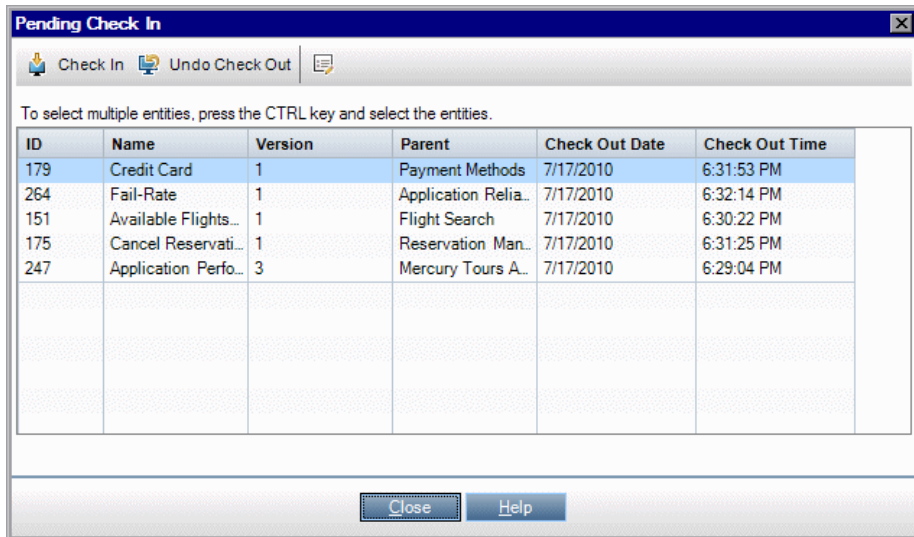 Pending Check In
Check In Undo Check Out
To select multiple entities, press the CTRL key and select the entities.
ID Name Version Parent Check Out Date Check Out Time
179 Credit Card 1 Payment Methods 7/17/2010 6:31:53 PM
264 Fail-Rate 1 Application Relia... 7/17/2010 6:32:14 PM
151 Available Flights... 1 Flight Search 7/17/2010 6:30:22 PM
175 Cancel Reservati... 1 Reservation Man... 7/17/2010 6:31:25 PM
247 Application Perfo... 3 Mercury Tours A... 7/17/2010 6:29:04 PM
Close Help